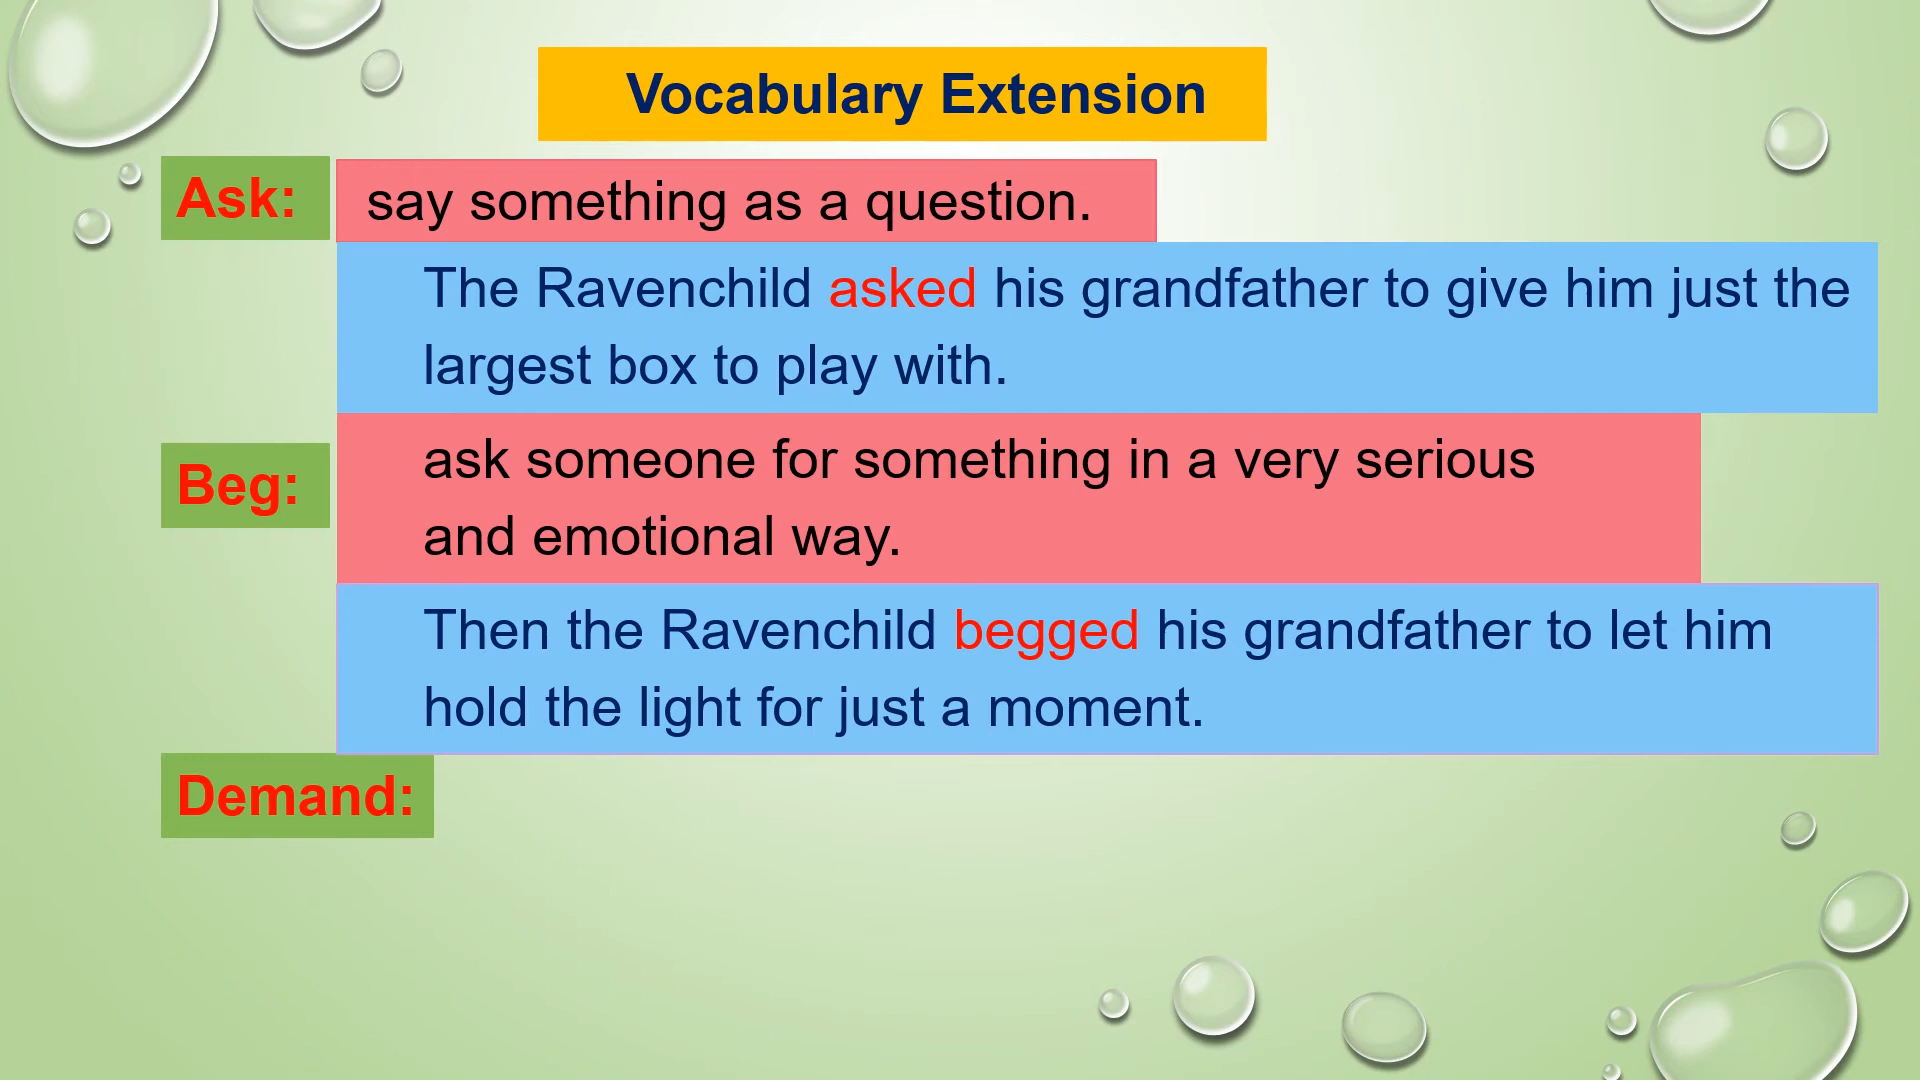 Vocabulary Extension
Ask: say something as a question.
The Ravenchild asked his grandfather to give him just the
largest box to play with.
Beg: ask someone for something in a very serious
and emotional way.
Then the Ravenchild begged his grandfather to let him
hold the light for just a moment.
Demand: